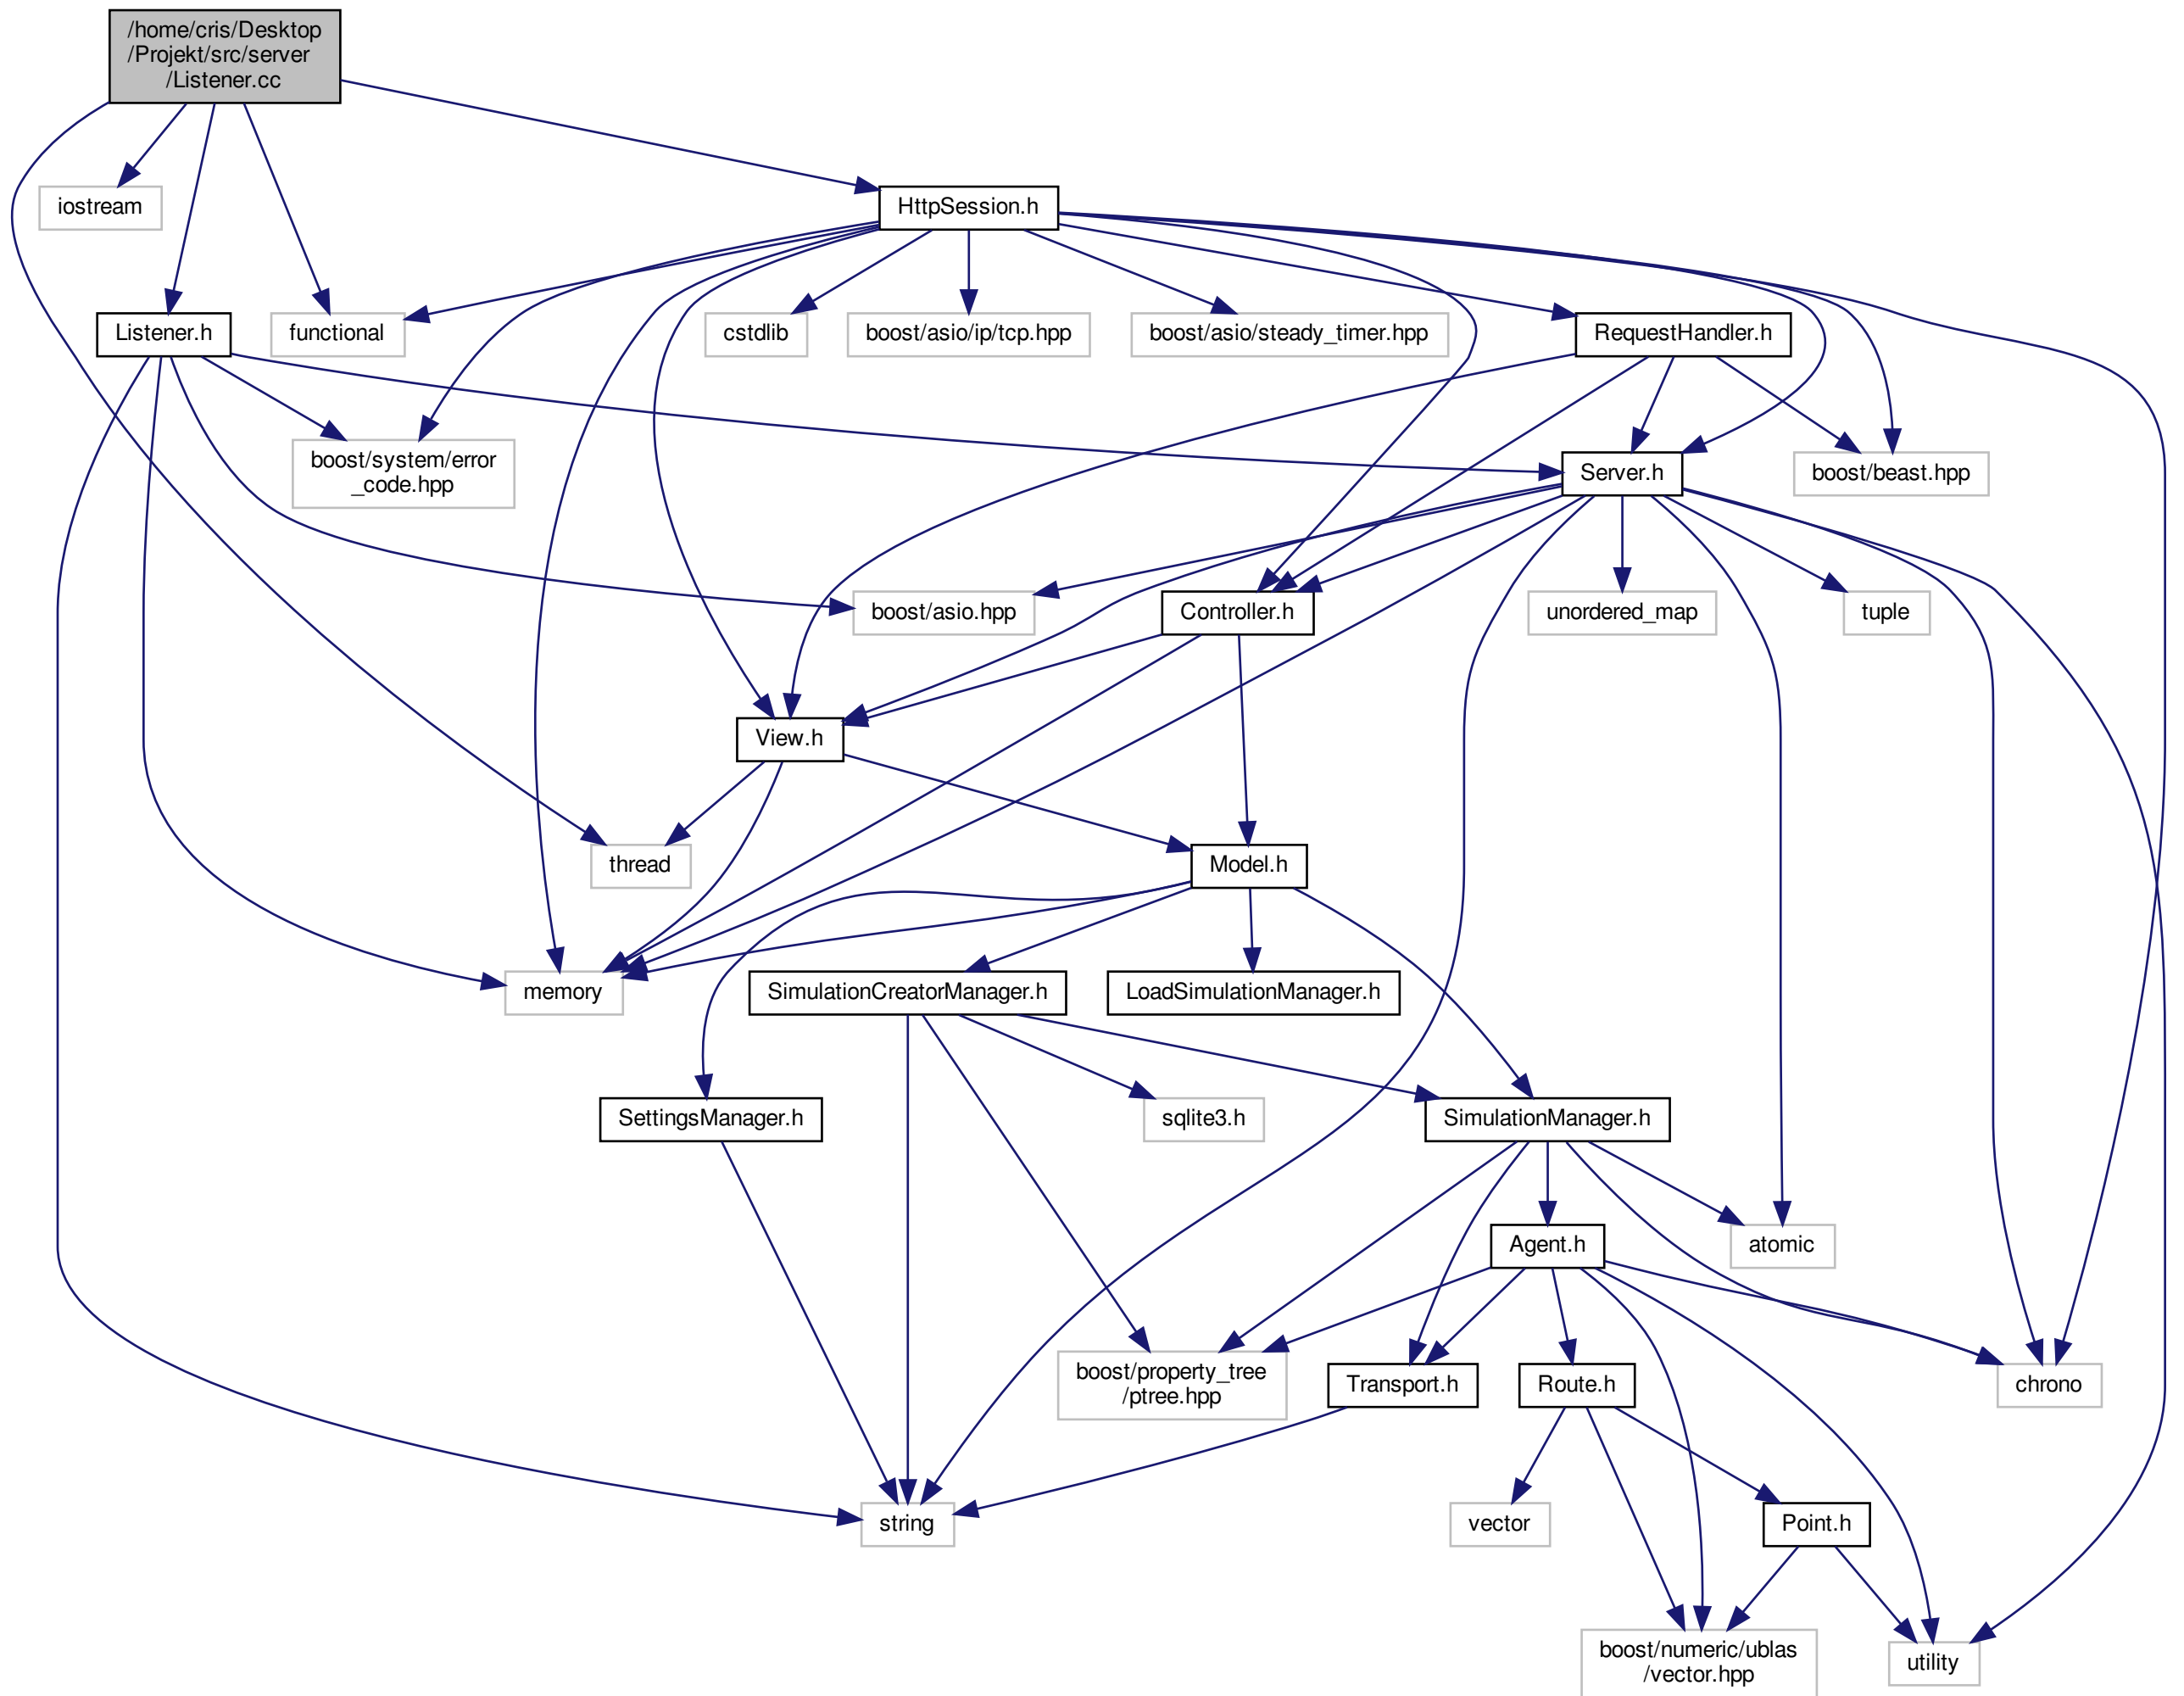 /home/cris/Desktop
/Projekt/src/server
/Listener.cc
iostream
HttpSession.h
Listener.h
functional
cstdlib
boost/asio/ip/tcp.hpp
boost/asio/steady_timer.hpp
RequestHandler.h
boost/system/error
_code.hpp
Server.h
boost/beast.hpp
boost/asio.hpp
Controller.h
unordered_map
tuple
View.h
thread
Model.h
memory
SimulationCreatorManager.h
LoadSimulationManager.h
SettingsManager.h
sqlite3.h
SimulationManager.h
Agent.h
atomic
boost/property_tree
/ptree.hpp
Transport.h
Route.h
chrono
string
vector
Point.h
boost/numeric/ublas
/vector.hpp
utility